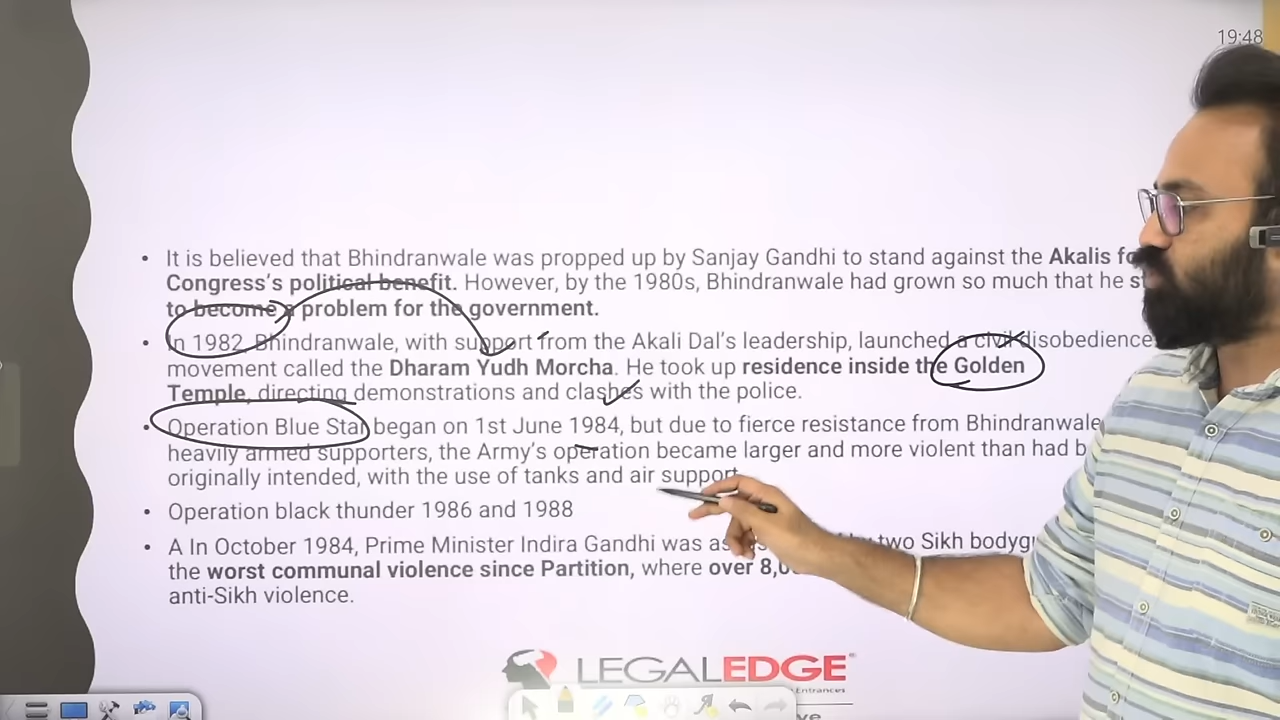 19:48
• It is believed that Bhindranwale was propped up by Sanjay Gandhi to stand against the Akalis
Congress's political benefit. However, by the 1980s, Bhindranwale had grown so much that he
to become a problem for the government.
• In 1982, Bhindranwale, with support from the Akali Dal's leadership, launched a civil disobedience
movement called the Dharam Yudh Morcha. He took up residence inside the Golden
Temple, directing demonstrations and clashes with the police.
• Operation Blue Star began on 1st June 1984, but due to fierce resistance from Bhindranwale
heavily armed supporters, the Army's operation became larger and more violent than had
originally intended, with the use of tanks and air support.
• Operation black thunder 1986 and 1988
• A In October 1984, Prime Minister Indira Gandhi was two Sikh
the worst communal violence since Partition, where over
anti-Sikh violence.
LEGALEDGE
Entrances